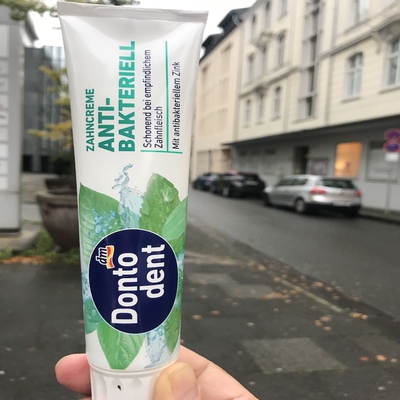 ZAHNCREME
ANTI-
BAKTERIELL
Schonend bei empfindlichem
Zahnfleisch
Mit antibakteriellem Zink
dm
Donto
dent